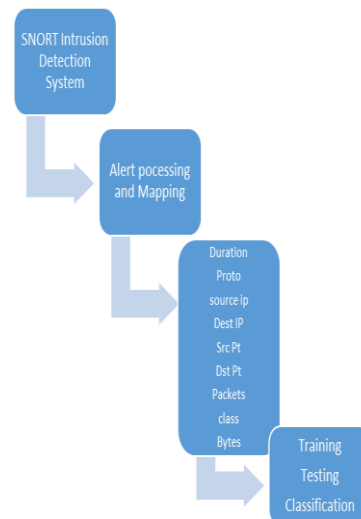 SNORT Intrusion
Detection
System
Alert pocessing
and Mapping
Duration
Proto
source ip
Dest IP
Src Pt
Dst Pt
Packets
class
Bytes
Training
Testing
Classification